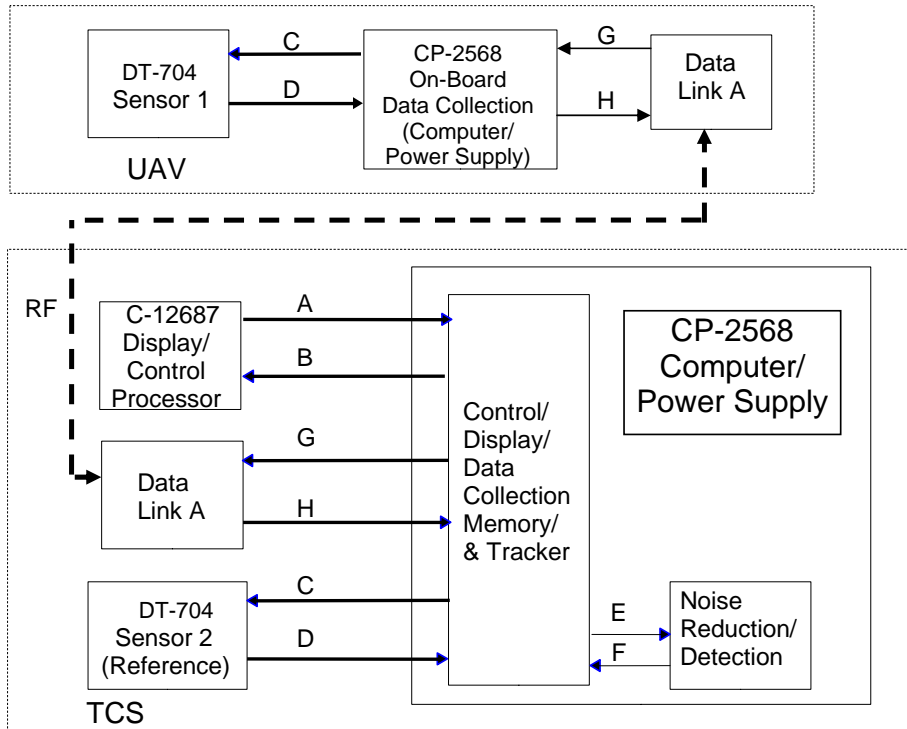 DT-704
Sensor 1
C
D
CP-2568
On-Board
Data Collection
(Computer/
Power Supply)
G
H
Data
Link A
UAV
RF
C-12687
Display/
Control
Processor
A
B
Data
Link A
G
H
DT-704
Sensor 2
(Reference)
C
D
TCS
Control/
Display/
Data
Collection
Memory/
& Tracker
CP-2568
Computer/
Power Supply
E
F
Noise
Reduction/
Detection